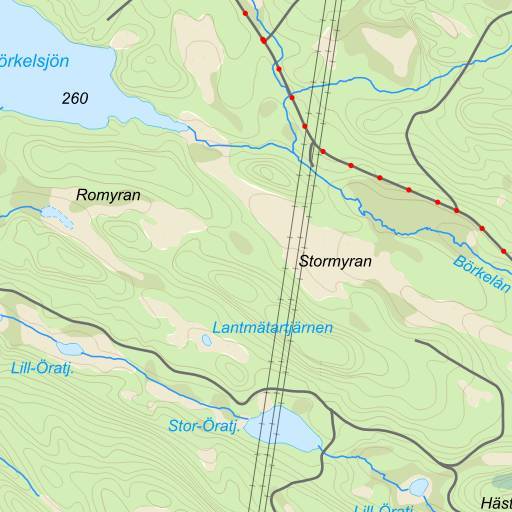 örkelsjön
260
Romyran
Stormyran
Börkelån
Lantmätartjärnen
Lill-Öratj.
Stor-Öratj.
Häst
Lill-Öratj